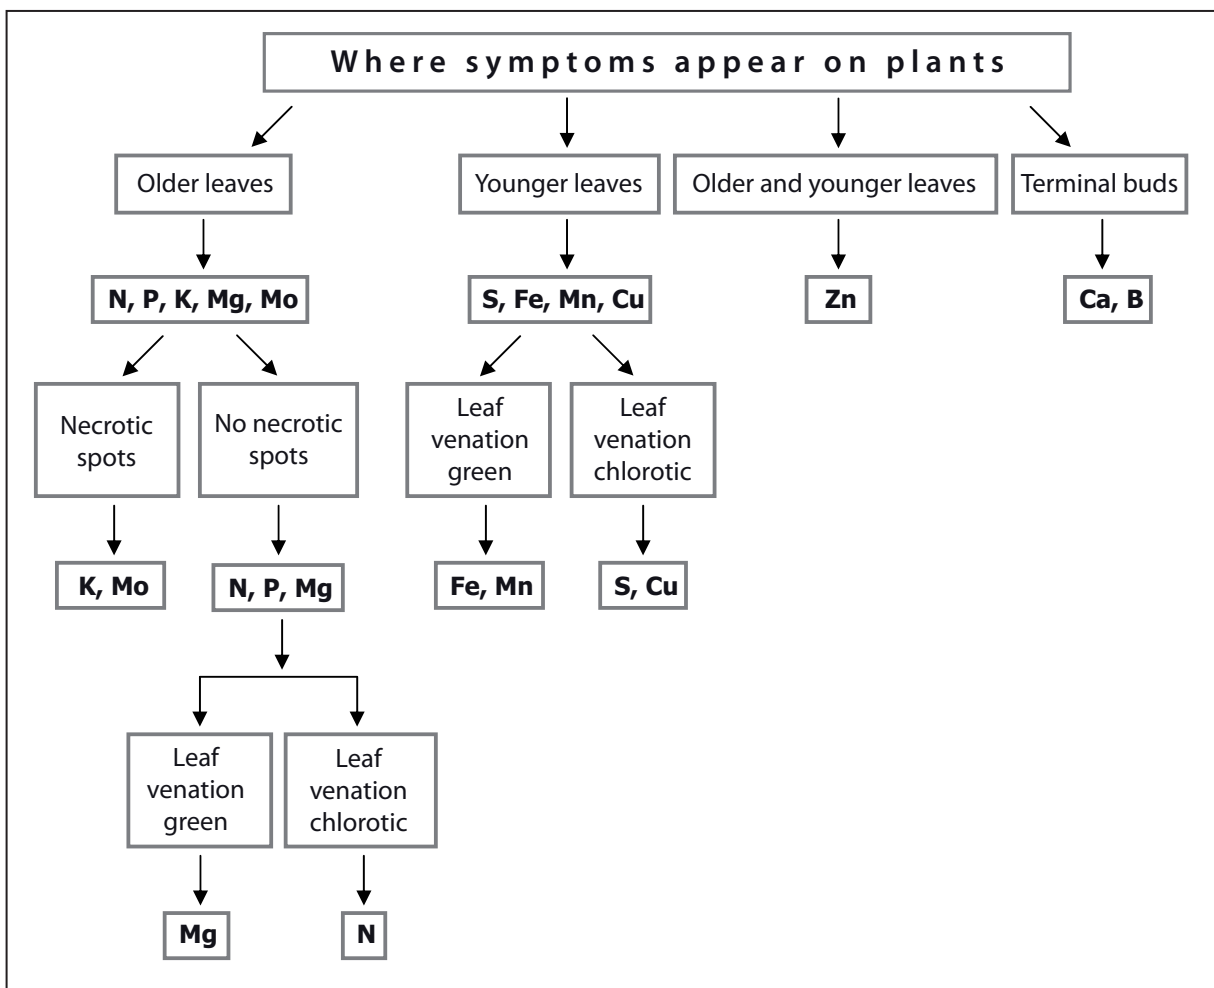 Where symptoms appear on plants
Older leaves
Younger leaves
Older and younger leaves
Terminal buds
N, P, K, Mg, Mo
S, Fe, Mn, Cu
Zn
Ca, B
Necrotic
spots
No necrotic
spots
Leaf
venation
green
Leaf
venation
chlorotic
K, Mo
N, P, Mg
Fe, Mn
S, Cu
Leaf
venation
green
Leaf
venation
chlorotic
Mg
N